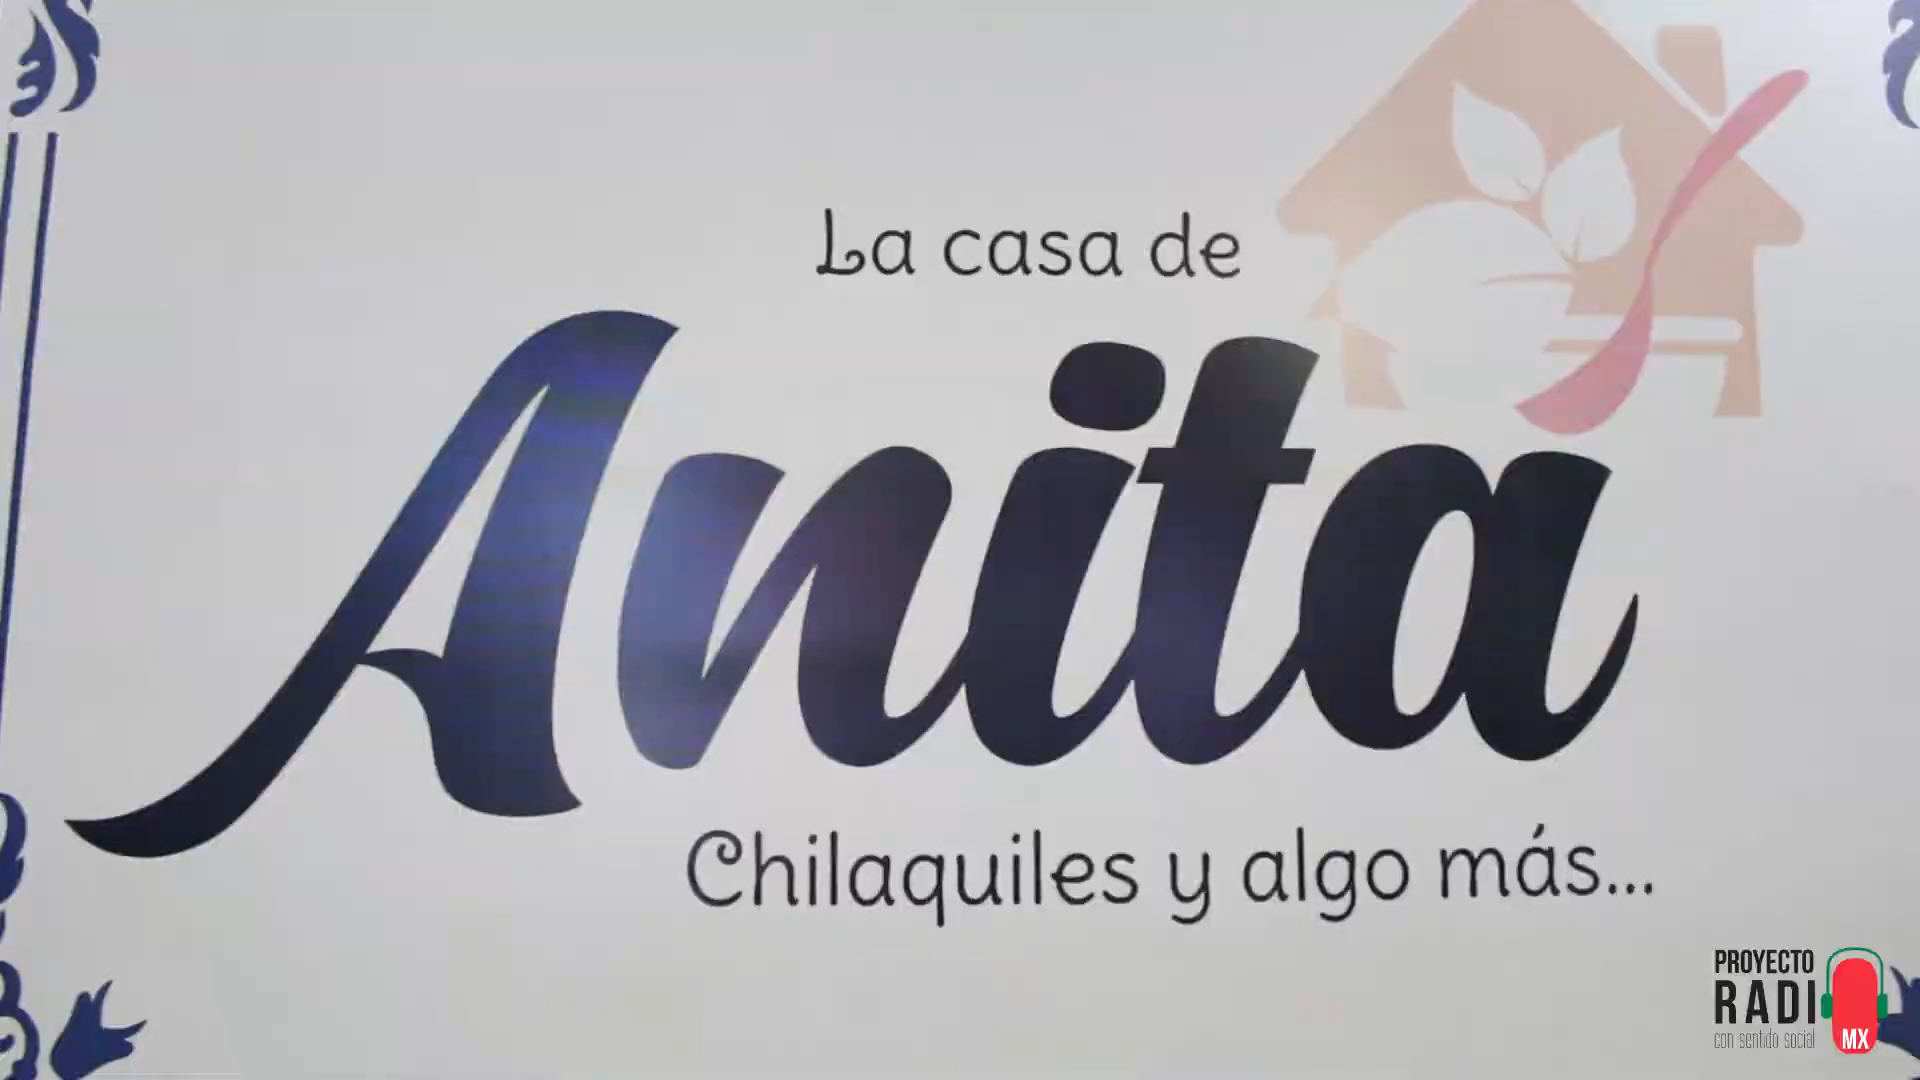 La casa de
Anita
Chilaquiles y algo más...
PROYECTO
RADI
con sentido social
MX